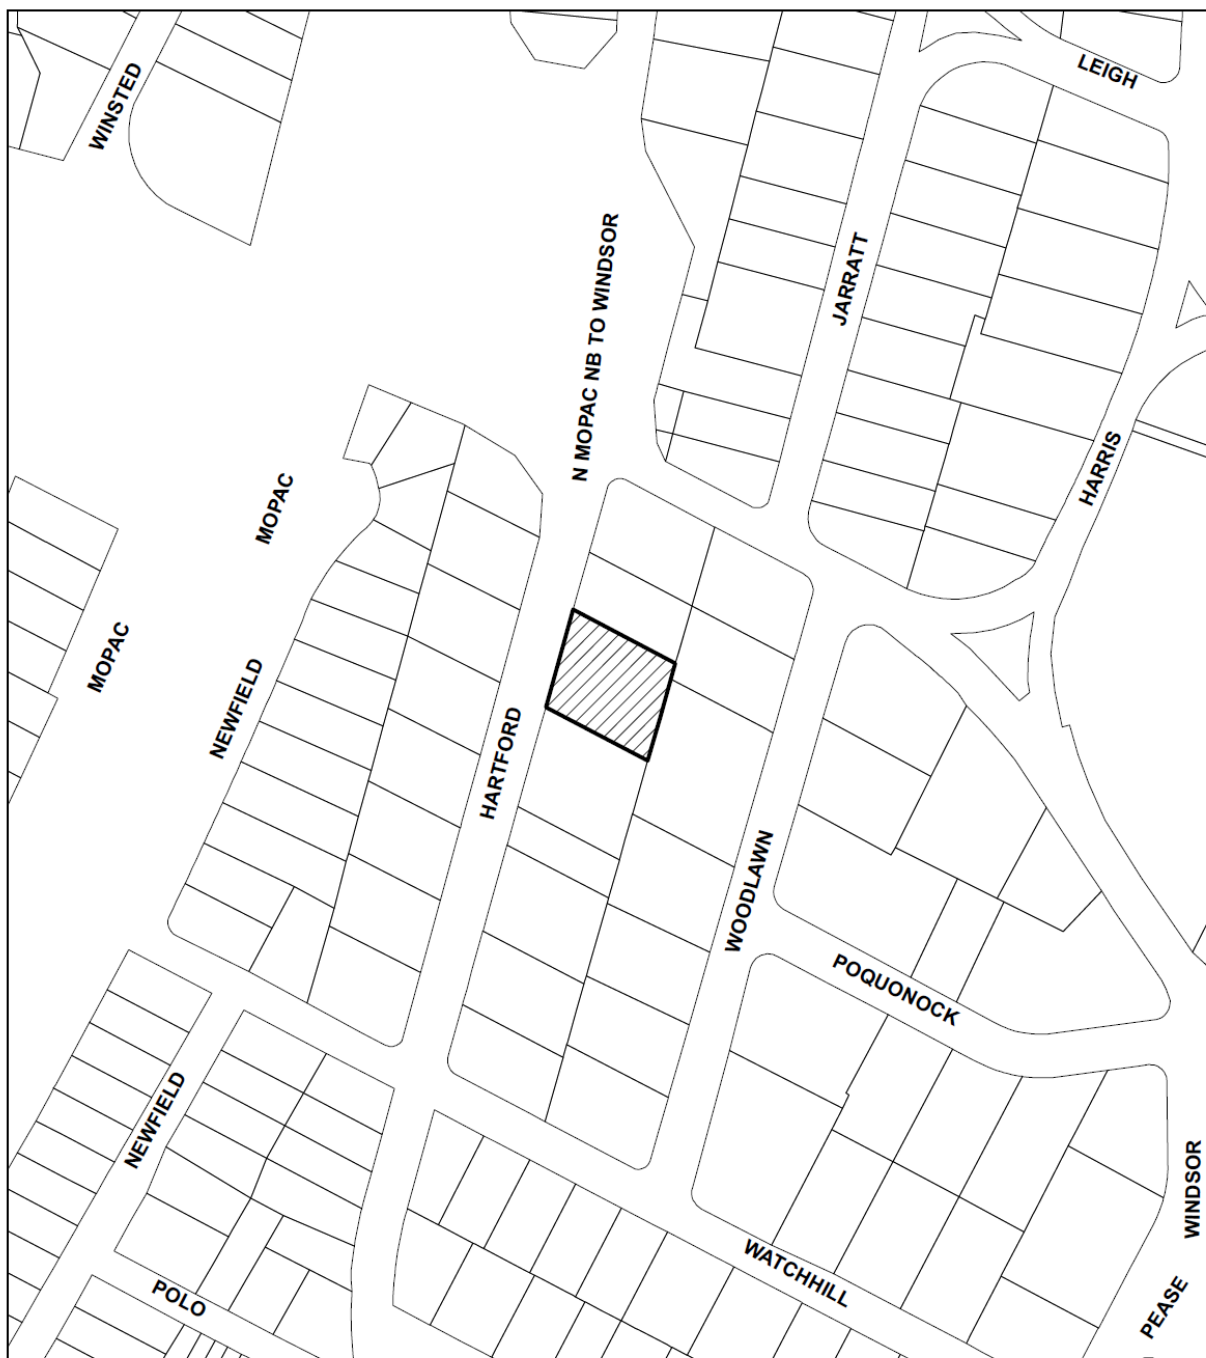 LEIGH
WINSTED
JARRATT
N MOPAC NB TO WINDSOR
HARRIS
MOPAC
MOPAC
NEWFIELD
HARTFORD
WOODLAWN
POQUONOCK
NEWFIELD
WINDSOR
WATCHHILL
POLO
PEASE